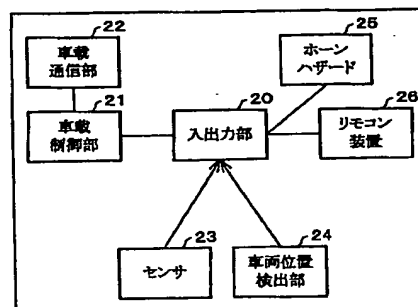 22
車載
通信部
21
車載
制御部
20
入出力部
25
ホーン
ハザード
26
リモコン
装置
23
センサ
24
車両位置
検出部